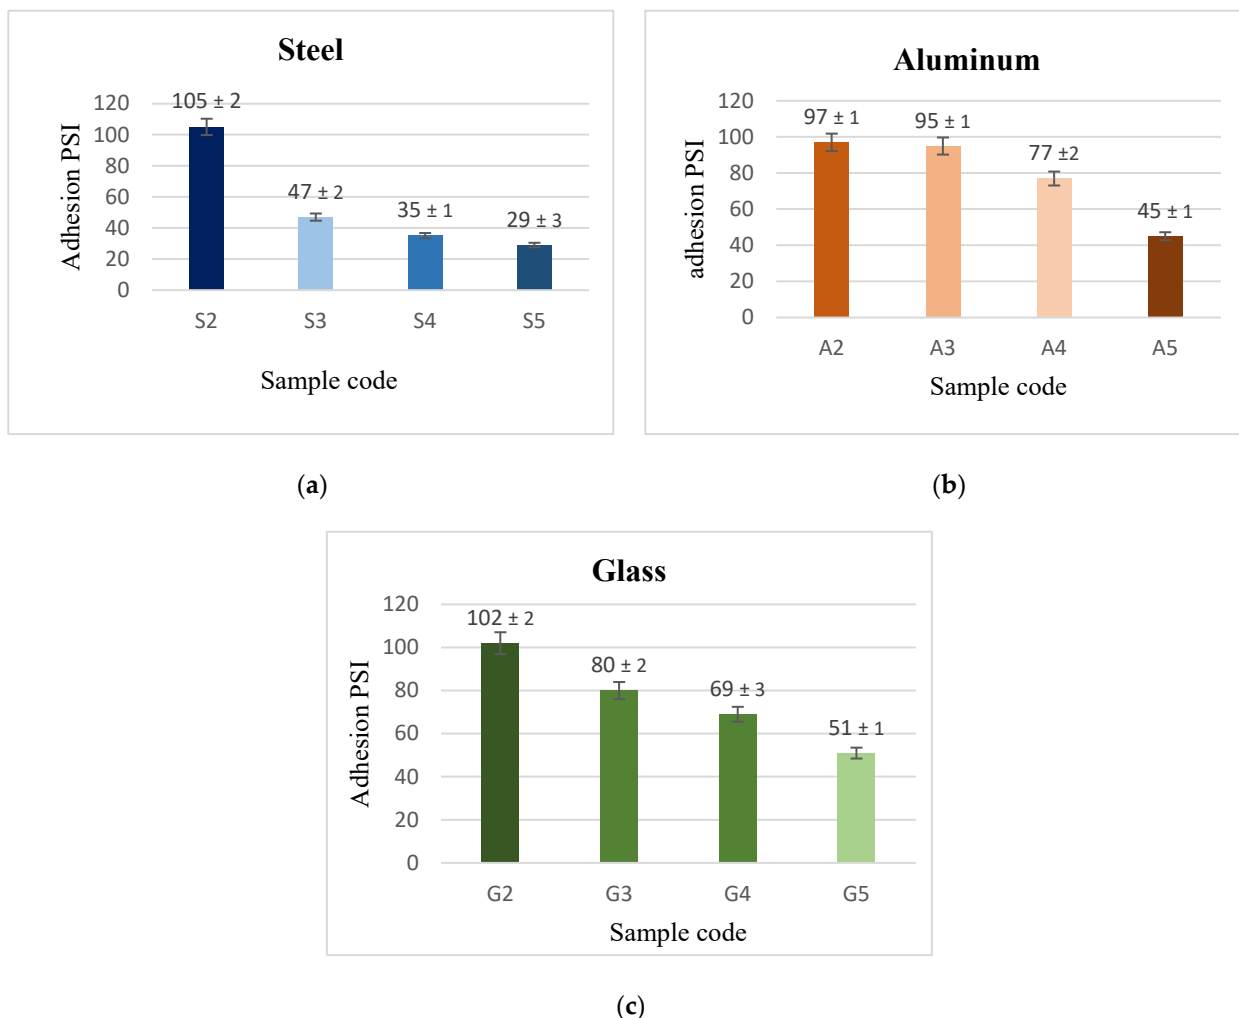 Steel
105 ± 2
47 ± 2
35 ± 1
29 ± 3
120
100
80
60
40
20
0
Adhesion PSI
S2 S3 S4 S5
Sample code
(a)
Aluminum
97 ± 1
95 ± 1
77 ±2
45 ± 1
120
100
80
60
40
20
0
adhesion PSI
A2 A3 A4 A5
Sample code
(b)
Glass
102 ± 2
80 ± 2
69 ± 3
51 ± 1
120
100
80
60
40
20
0
Adhesion PSI
G2 G3 G4 G5
Sample code
(c)